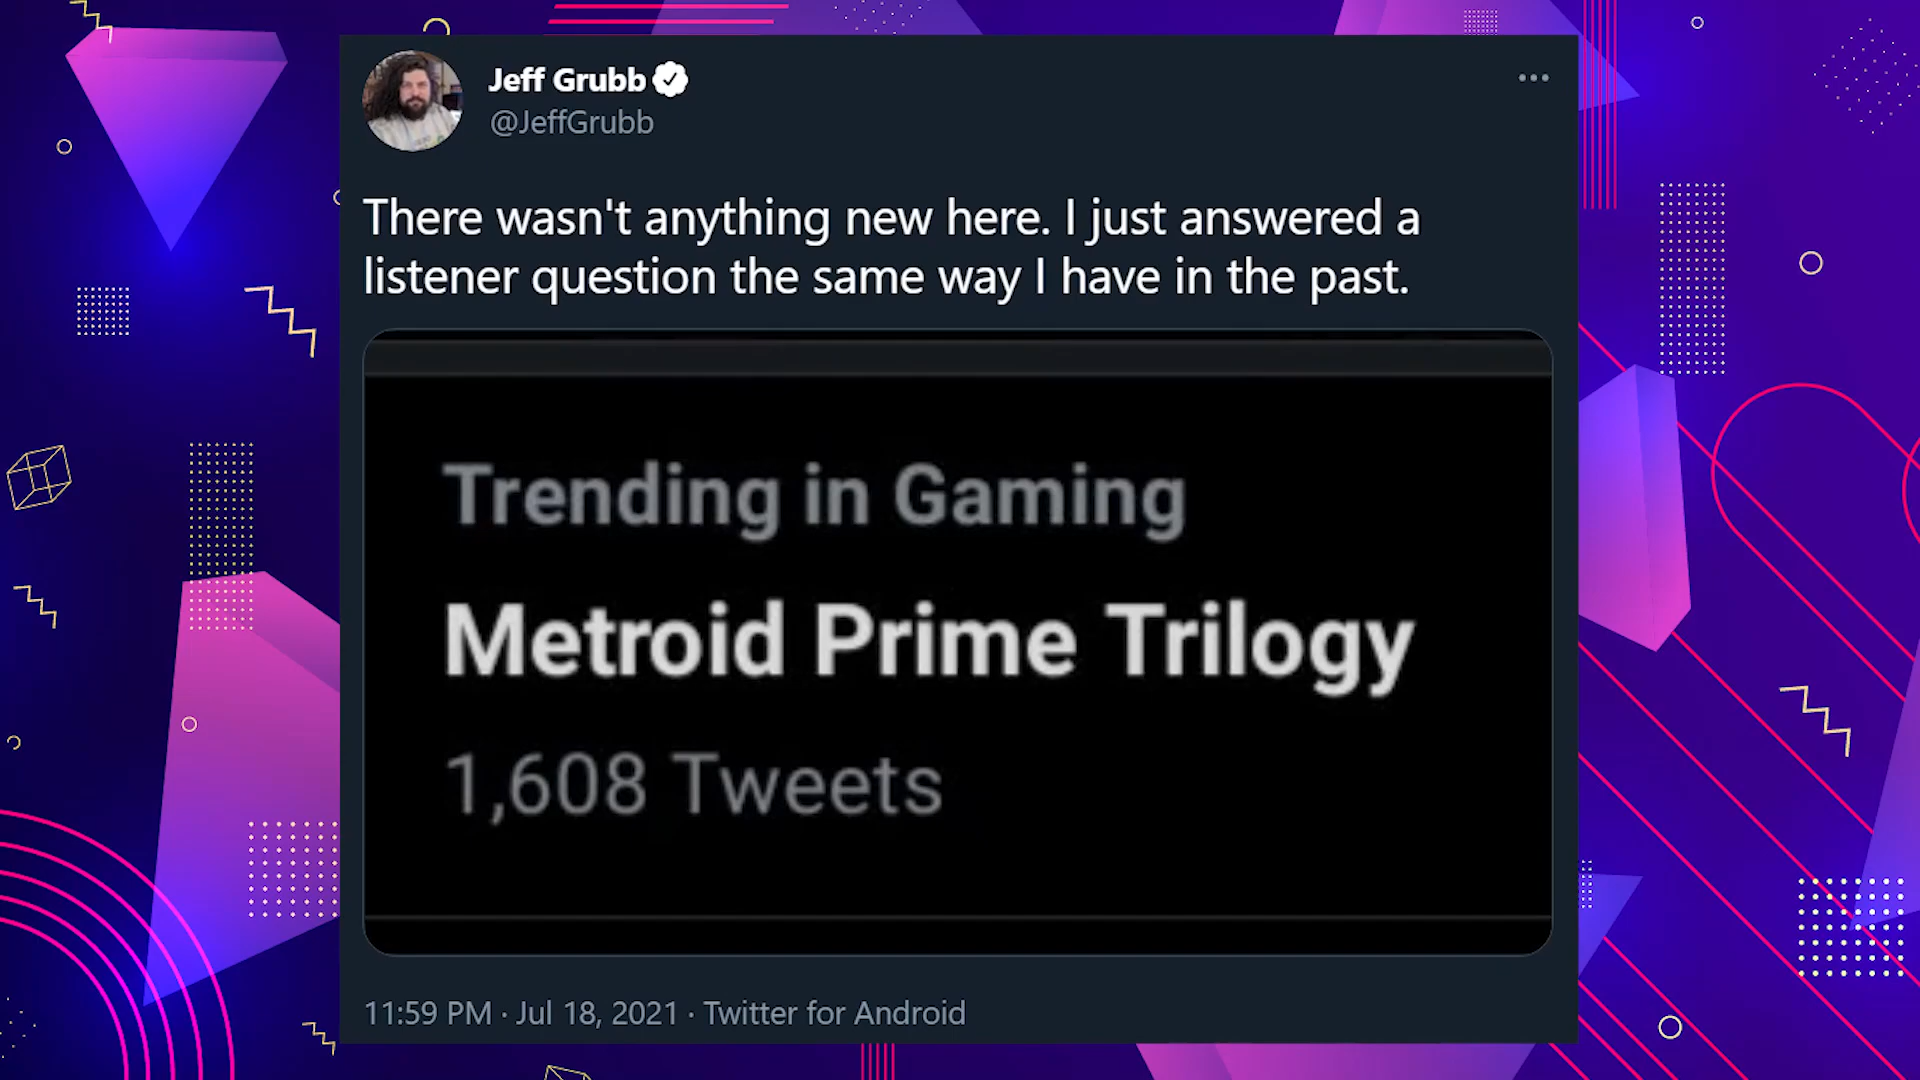 Jeff Grubb
@JeffGrubb
There wasn't anything new here. I just answered a
listener question the same way I have in the past.
Trending in Gaming
Metroid Prime Trilogy
1,608 Tweets
11:59 PM · Jul 18, 2021 · Twitter for Android